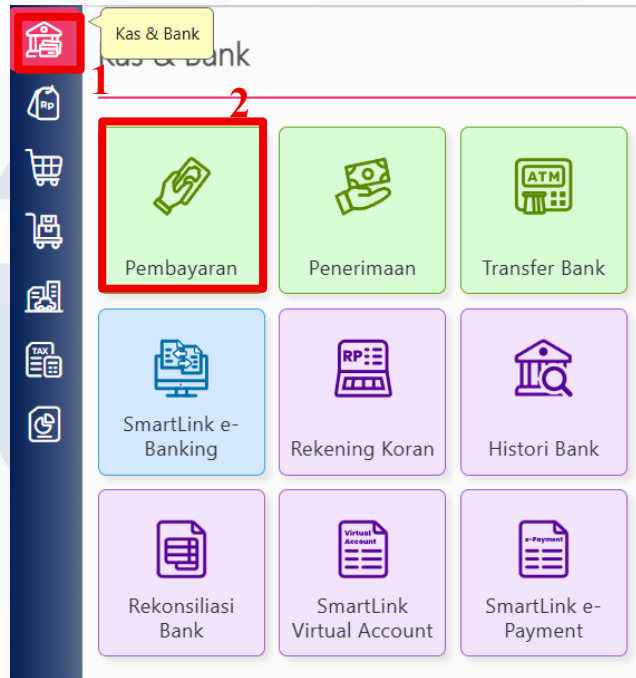 Kas & Bank
Kas & Bank
1
2
Rp
Pembayaran
Penerimaan
ATM
Transfer Bank
TAX
SmartLink e-
Banking
RP
Rekening Koran
Histori Bank
Rekonsiliasi
Bank
Virtual
Account
SmartLink
Virtual Account
e-Payment
SmartLink e-
Payment